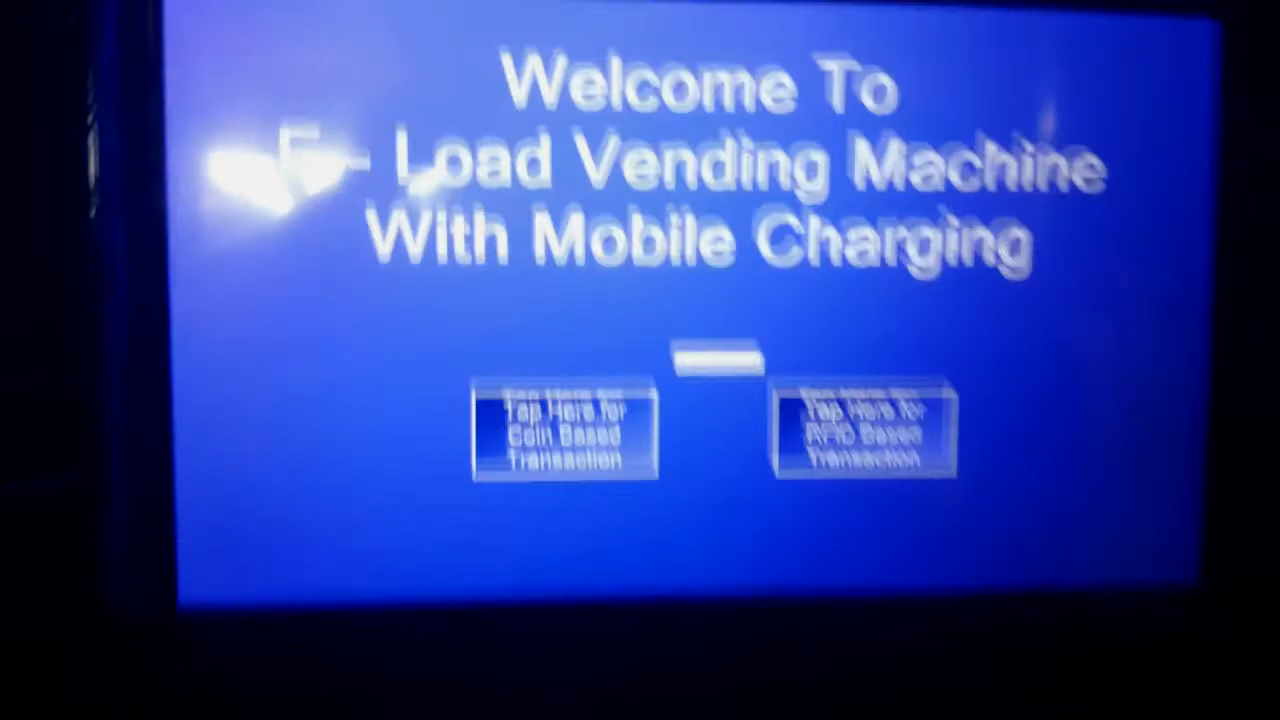 Welcome To
E - Load Vending Machine
With Mobile Charging
Tap Here for
Coin Based
Transaction
Tap Here for
RFID Based
Transaction